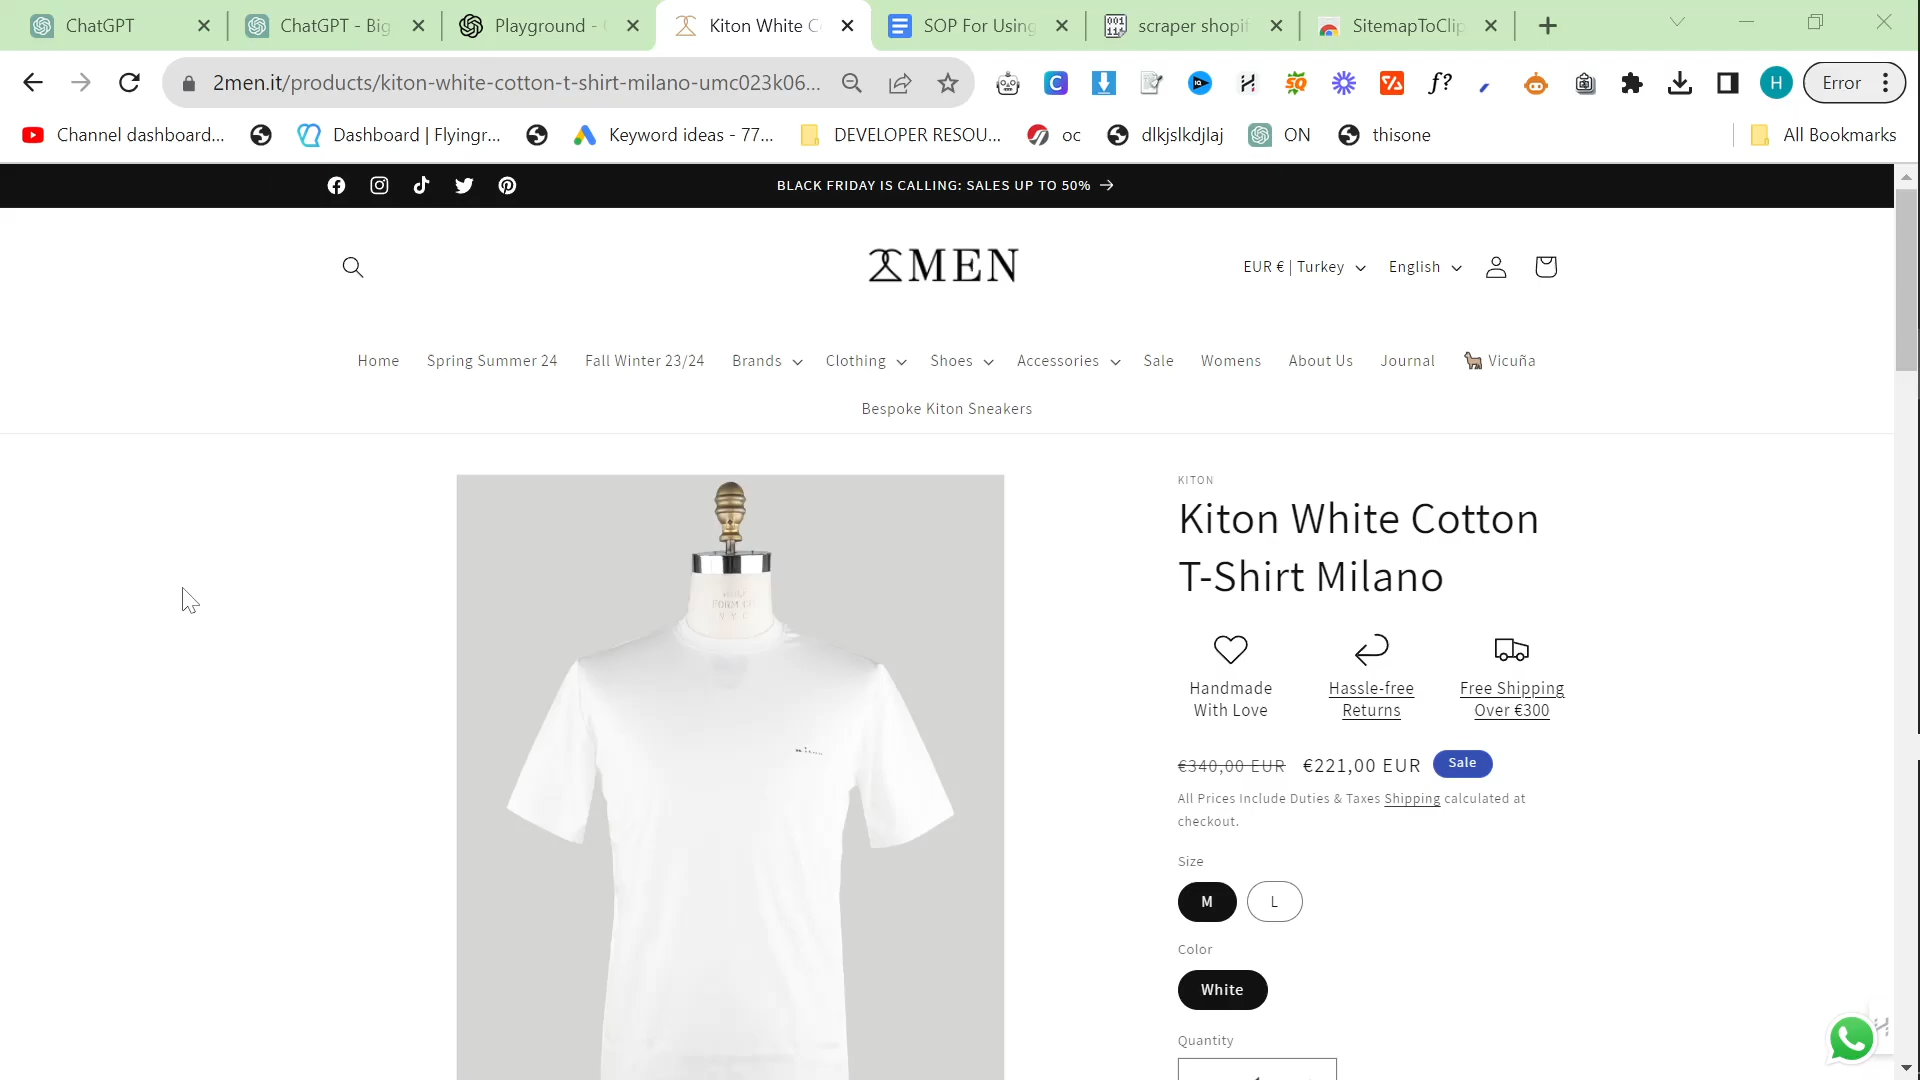 ChatGPT
ChatGPT - Big
Playground -
Kiton White C
SOP For Using
scraper shopif
SitemapToClip
2men.it/products/kiton-white-cotton-t-shirt-milano-umc023k06...
Error
Channel dashboard...
Dashboard | Flyingr...
Keyword ideas - 77...
DEVELOPER RESOU...
oc
dlkjslkdjlaj
ON
thisone
All Bookmarks
BLACK FRIDAY IS CALLING: SALES UP TO 50%
2MEN
EUR € | Turkey
English
Home
Spring Summer 24
Fall Winter 23/24
Brands
Clothing
Shoes
Accessories
Sale
Womens
About Us
Journal
Vicuña
Bespoke Kiton Sneakers
KITON
Kiton White Cotton
T-Shirt Milano
Handmade
With Love
Hassle-free
Returns
Free Shipping
Over €300
€340,00 EUR €221,00 EUR Sale
All Prices Include Duties & Taxes Shipping calculated at
checkout.
Size
M
L
Color
White
Quantity